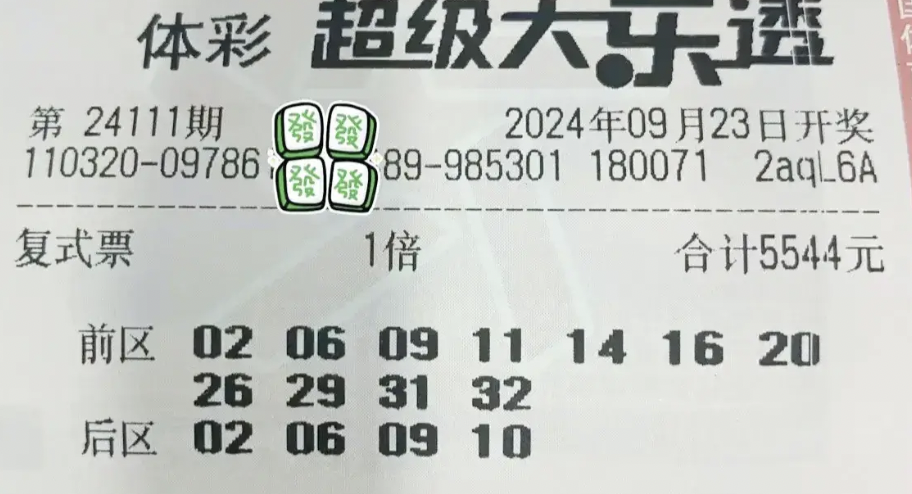 体彩 超级大乐透
第 24111期 2024年09月23日开奖
110320-09786 89-985301 180071 2aqL6A
發 發
發 發
复式票 1倍 合计5544元
前区 02 06 09 11 14 16 20
26 29 31 32
后区 02 06 09 10